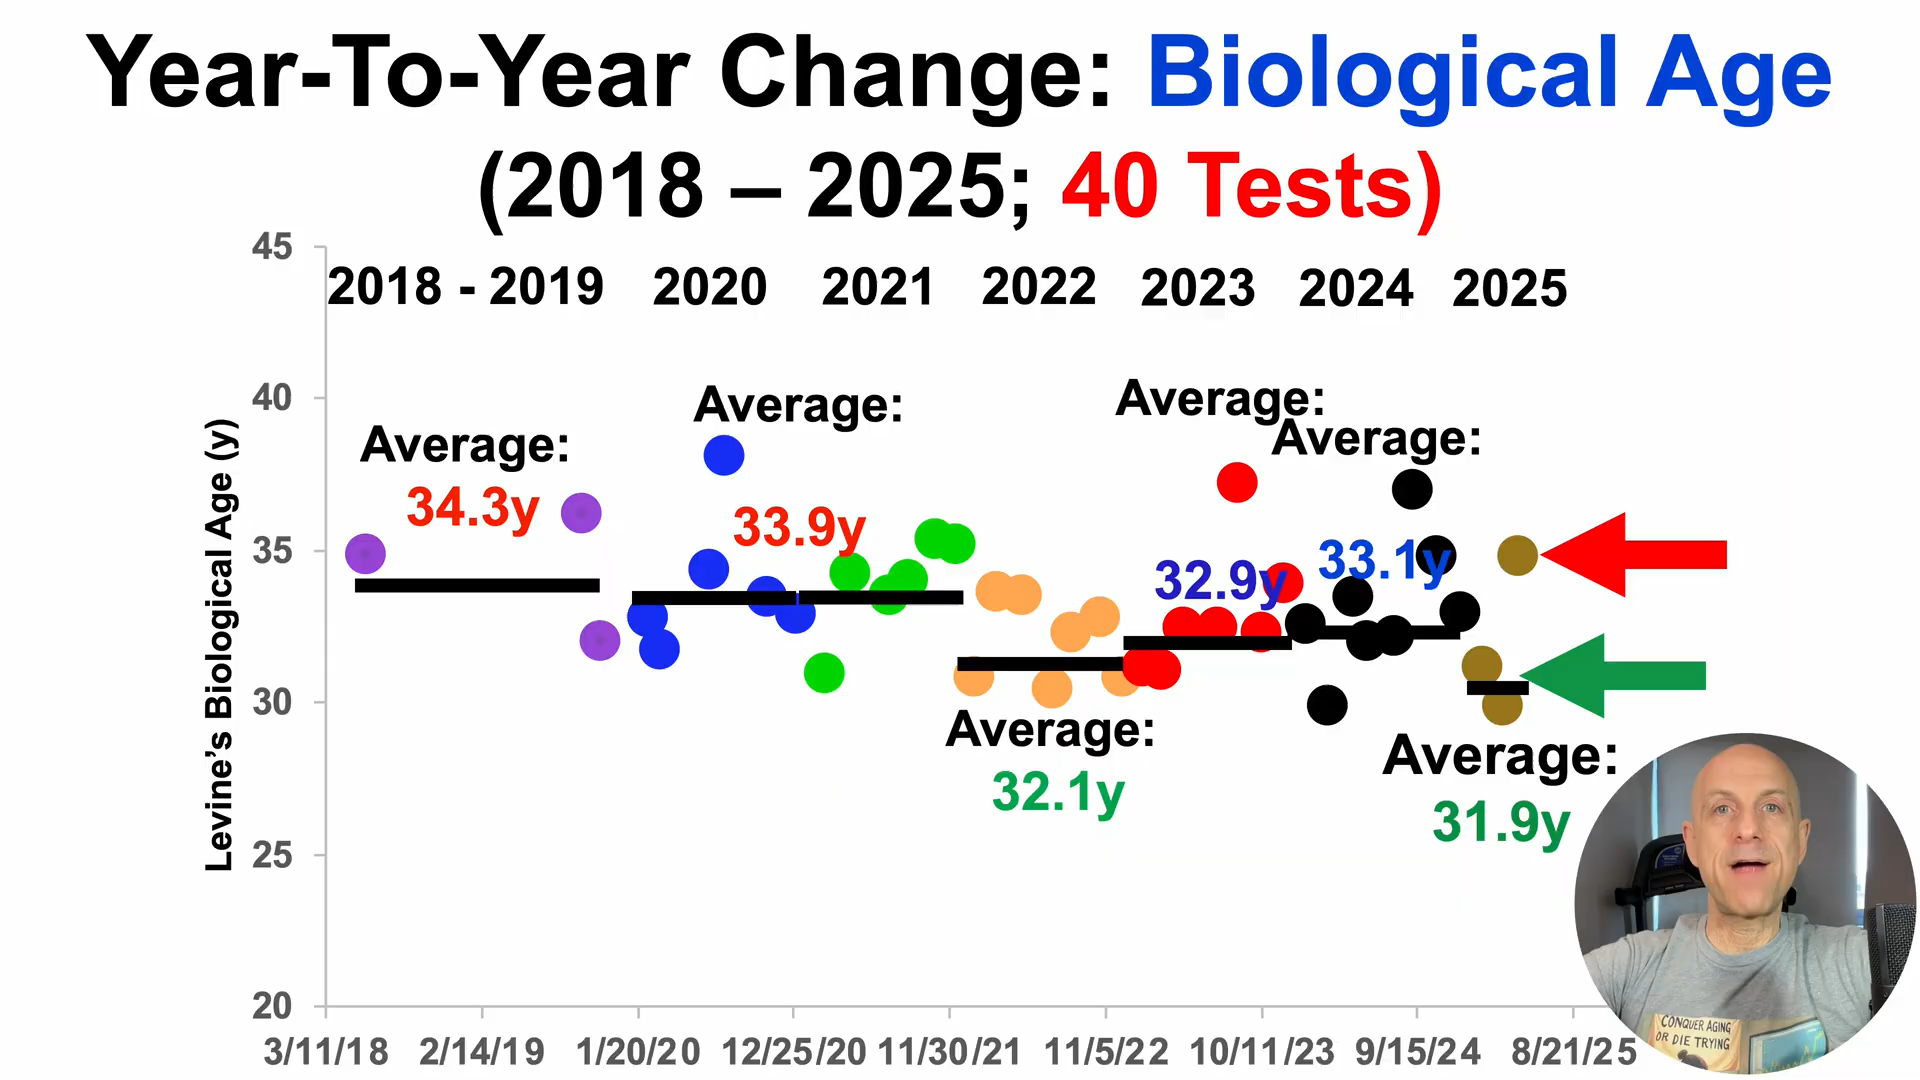 Year-To-Year Change: Biological Age
(2018 – 2025; 40 Tests)
2018 - 2019 2020 2021 2022 2023 2024 2025
Levine's Biological Age (y)
45
40
35
30
25
20
Average:
34.3y
Average:
33.9y
Average:
32.1y
Average:
32.9y
Average:
33.1y
Average:
31.9y
3/11/18 2/14/19 1/20/20 12/25/20 11/30/21 11/5/22 10/11/23 9/15/24 8/21/25
CONQUER AGING
OR DIE TRYING